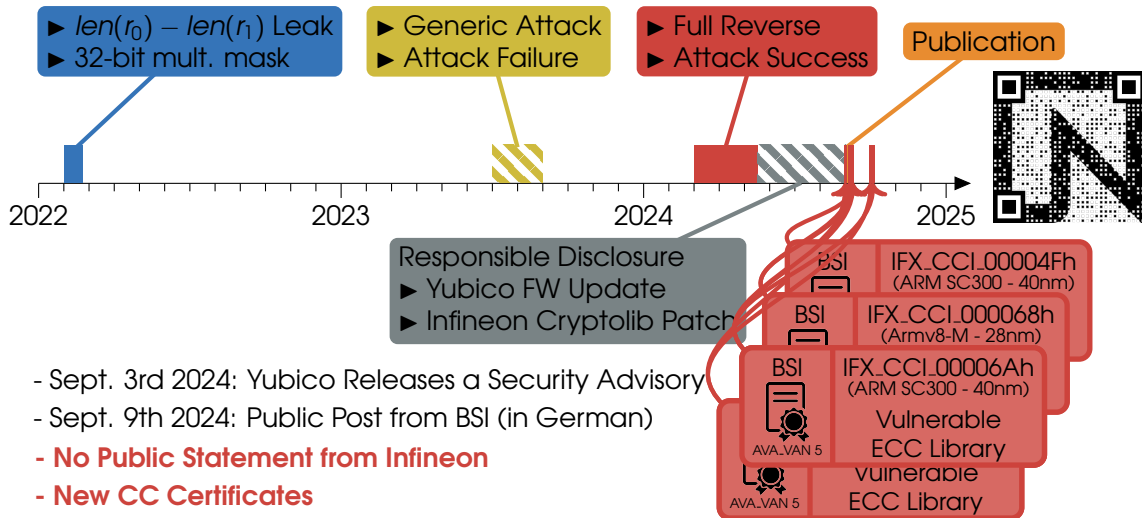 ► len(r₀) − len(r₁) Leak
► 32-bit mult. mask
► Generic Attack
► Attack Failure
► Full Reverse
► Attack Success
Publication
2022
2023
2024
2025
Responsible Disclosure
► Yubico FW Update
► Infineon Cryptolib Patch
BSI
IFX_CCI_00004Fh
(ARM SC300 - 40nm)
BSI
IFX_CCI_000068h
(Armv8-M - 28nm)
BSI
IFX_CCI_00006Ah
(ARM SC300 - 40nm)
Vulnerable
ECC Library
AVA_VAN 5
Vulnerable
ECC Library
AVA_VAN 5
- Sept. 3rd 2024: Yubico Releases a Security Advisory
- Sept. 9th 2024: Public Post from BSI (in German)
- No Public Statement from Infineon
- New CC Certificates